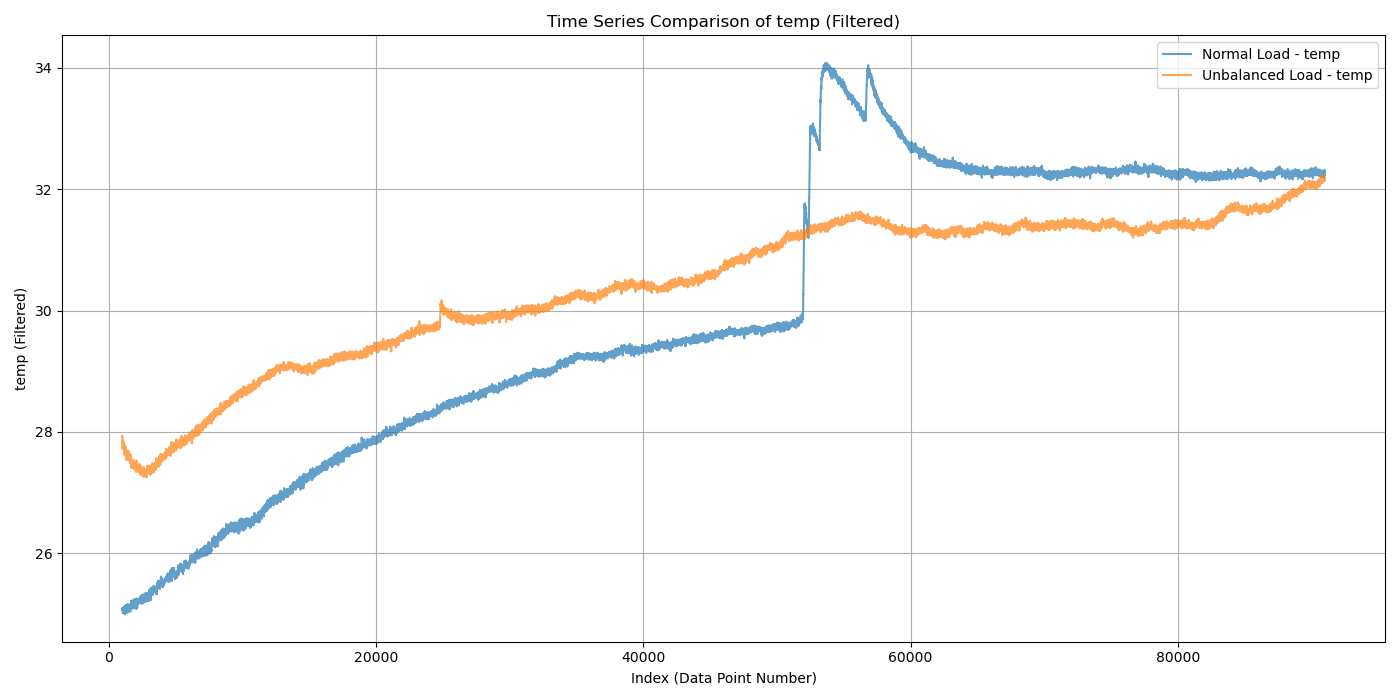 Time Series Comparison of temp (Filtered)
Normal Load - temp
Unbalanced Load - temp
temp (Filtered)
34
32
30
28
26
0 20000 40000 60000 80000
Index (Data Point Number)